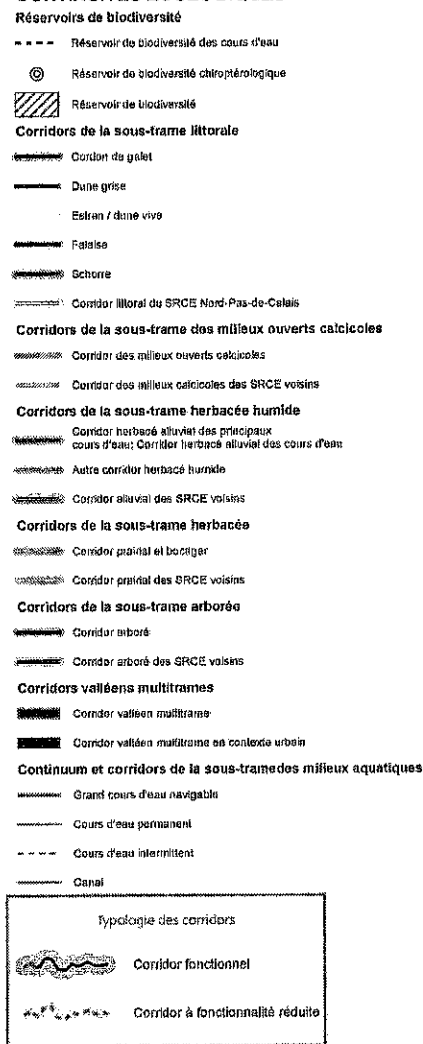 Réservoirs de biodiversité
Réservoir de biodiversité des cours d'eau
Réservoir de biodiversité chiroptérologique
Réservoir de biodiversité
Corridors de la sous-trame littorale
Cordon de galet
Dune grise
Estran / dune vive
Falaise
Schorre
Corridor littoral du SRCE Nord-Pas-de-Calais
Corridors de la sous-trame des milieux ouverts calcicoles
Corridor des milieux ouverts calcicoles
Corridor des milieux calcicoles des SRCE voisins
Corridors de la sous-trame herbacée humide
Corridor herbacé alluvial des principaux
cours d'eau; Corridor herbacé alluvial des cours d'eau
Autre corridor herbacé humide
Corridor alluvial des SRCE voisins
Corridors de la sous-trame herbacée
Corridor prairial et bocager
Corridor prairial des SRCE voisins
Corridors de la sous-trame arborée
Corridor arboré
Corridor arboré des SRCE voisins
Corridors valléens multitrames
Corridor valléen multitrame
Corridor valléen multitrame en contexte urbain
Continuum et corridors de la sous-tramedes milieux aquatiques
Grand cours d'eau navigable
Cours d'eau permanent
Cours d'eau intermittent
Canal
Typologie des corridors
Corridor fonctionnel
Corridor à fonctionnalité réduite